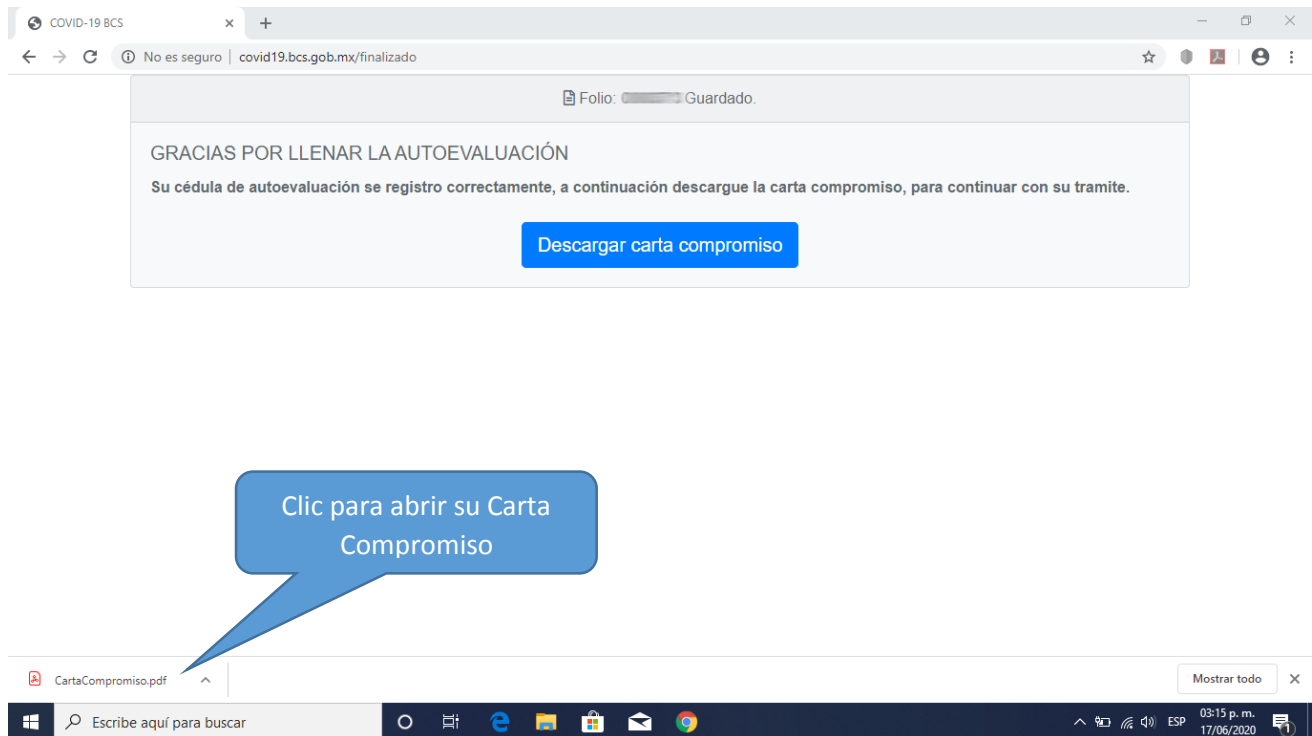 COVID-19 BCS
No es seguro | covid19.bcs.gob.mx/finalizado
Folio: Guardado.
GRACIAS POR LLENAR LA AUTOEVALUACIÓN
Su cédula de autoevaluación se registro correctamente, a continuación descargue la carta compromiso, para continuar con su tramite.
Descargar carta compromiso
Clic para abrir su Carta
Compromiso
CartaCompromiso.pdf
Mostrar todo
Escribe aquí para buscar
ESP
03:15 p. m.
17/06/2020
1